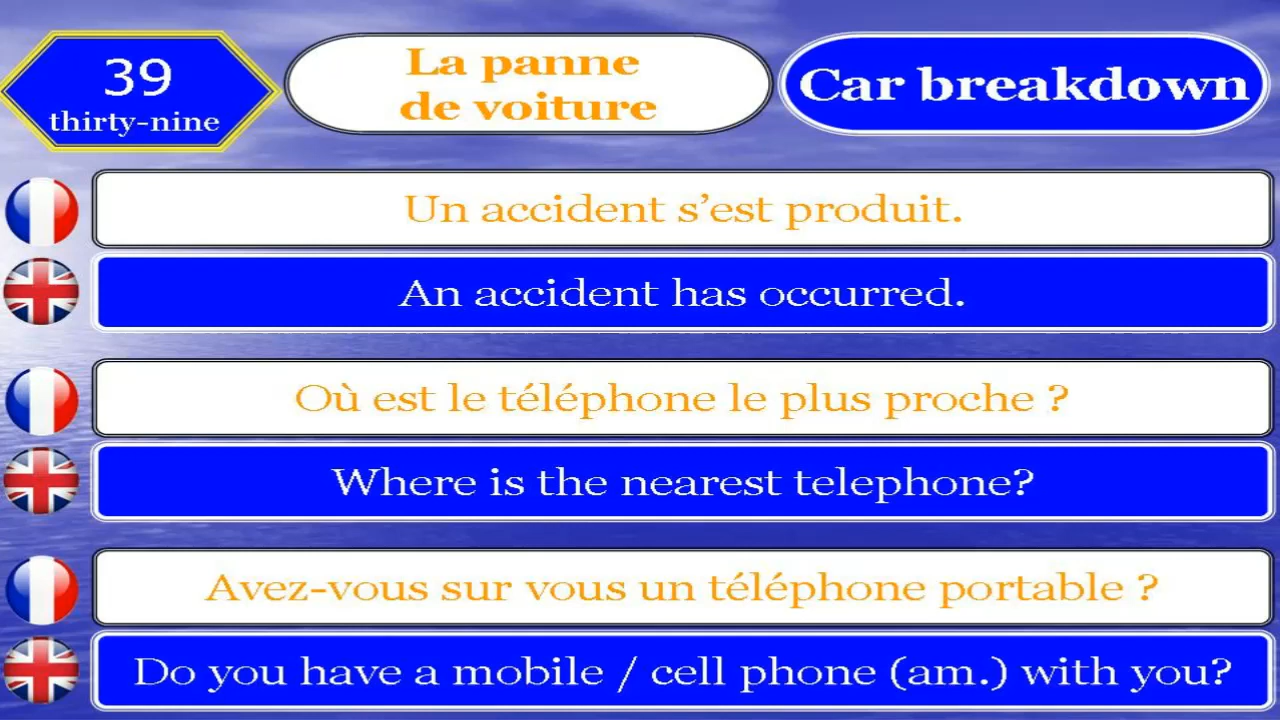 39
thirty-nine
La panne
de voiture
Car breakdown
Un accident s’est produit.
An accident has occurred.
Où est le téléphone le plus proche ?
Where is the nearest telephone?
Avez-vous sur vous un téléphone portable ?
Do you have a mobile / cell phone (am.) with you?